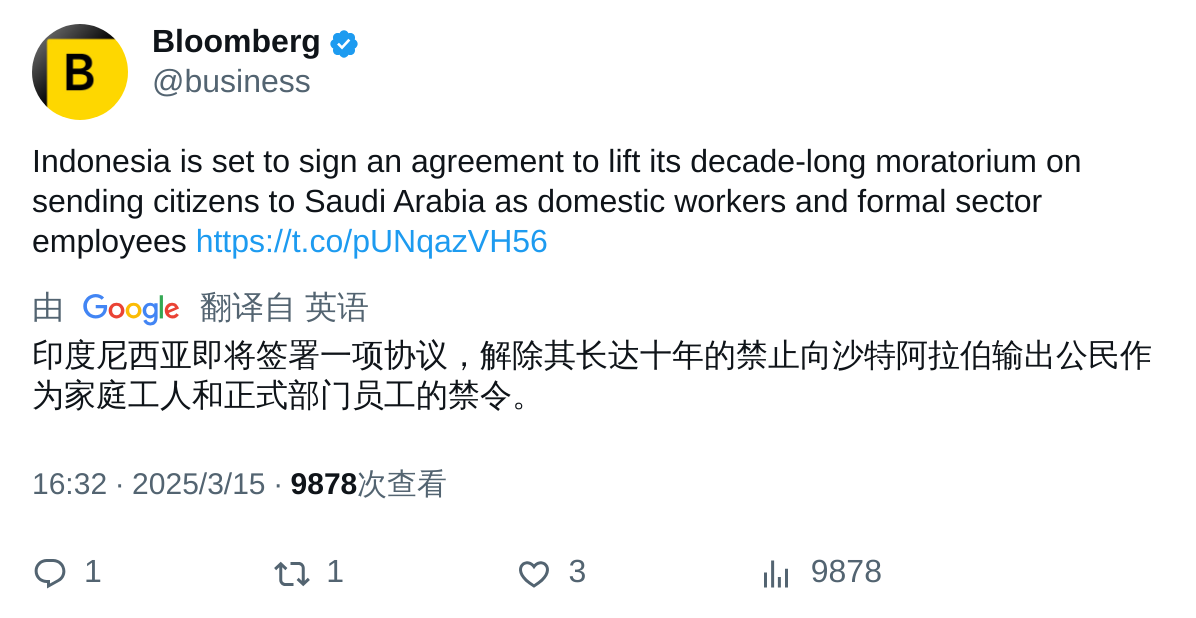 B
Bloomberg
@business
Indonesia is set to sign an agreement to lift its decade-long moratorium on
sending citizens to Saudi Arabia as domestic workers and formal sector
employees https://t.co/pUNqazVH56
由 Google 翻译自 英语
印度尼西亚即将签署一项协议，解除其长达十年的禁止向沙特阿拉伯输出公民作
为家庭工人和正式部门员工的禁令。
16:32 · 2025/3/15 · 9878次查看
1 1 3 9878